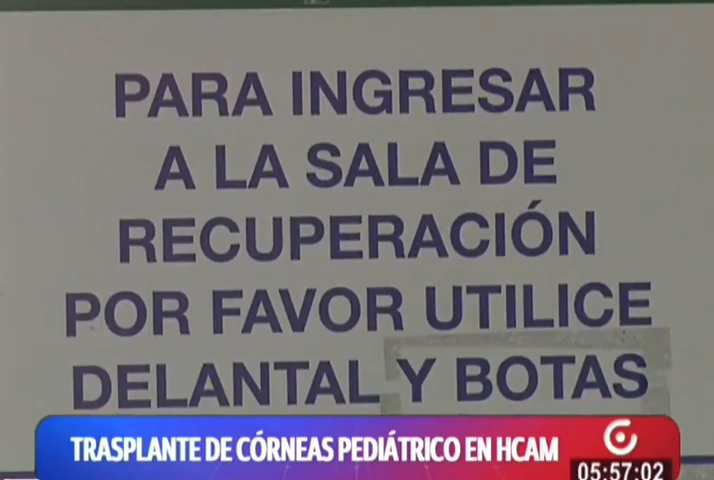 PARA INGRESAR
A LA SALA DE
RECUPERACIÓN
POR FAVOR UTILICE
DELANTAL Y BOTAS
TRASPLANTE DE CÓRNEAS PEDIÁTRICO EN HCAM
05:57:02